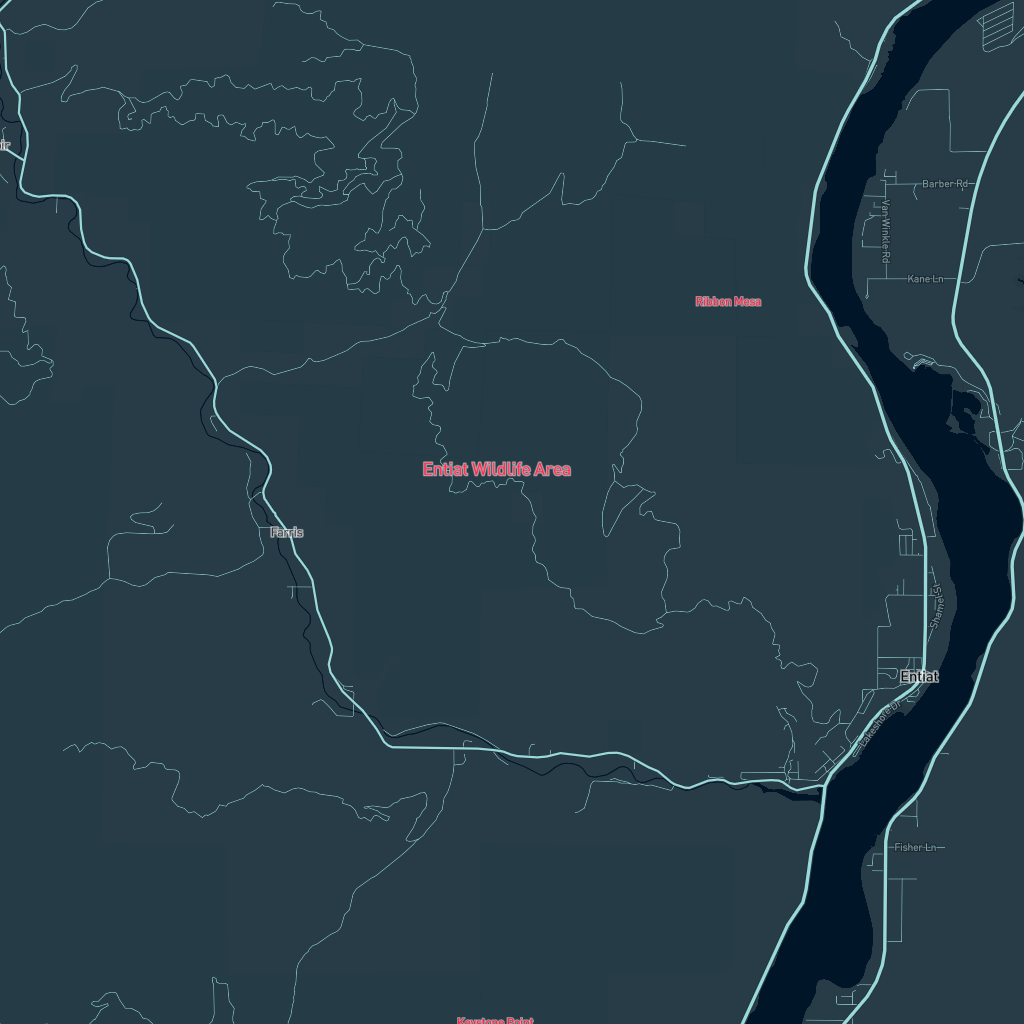 Barber Rd
Van Winkle Rd
Kane Ln
Ribbon Mesa
Entiat Wildlife Area
Farris
Shamel St
Entiat
Lakeshore Dr
Fisher Ln